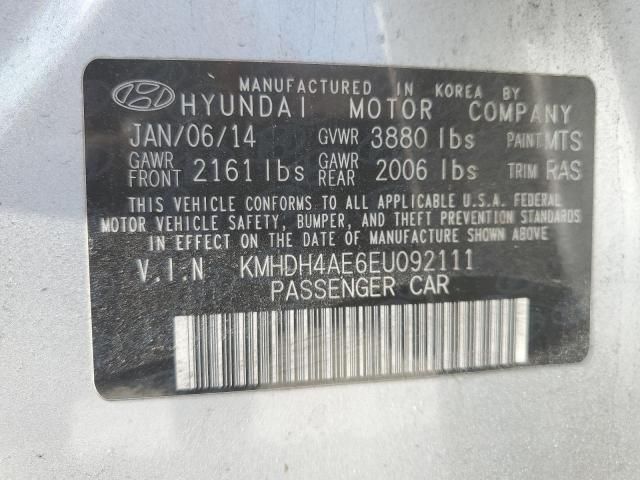 MANUFACTURED IN KOREA BY
HYUNDAI MOTOR COMPANY
JAN/06/14 GVWR 3880 lbs PAINT MTS
GAWR FRONT 2161 lbs GAWR REAR 2006 lbs TRIM RAS
THIS VEHICLE CONFORMS TO ALL APPLICABLE U.S.A. FEDERAL
MOTOR VEHICLE SAFETY, BUMPER, AND THEFT PREVENTION STANDARDS
IN EFFECT ON THE DATE OF MANUFACTURE SHOWN ABOVE.
V.I.N KMHDH4AE6EU092111
PASSENGER CAR